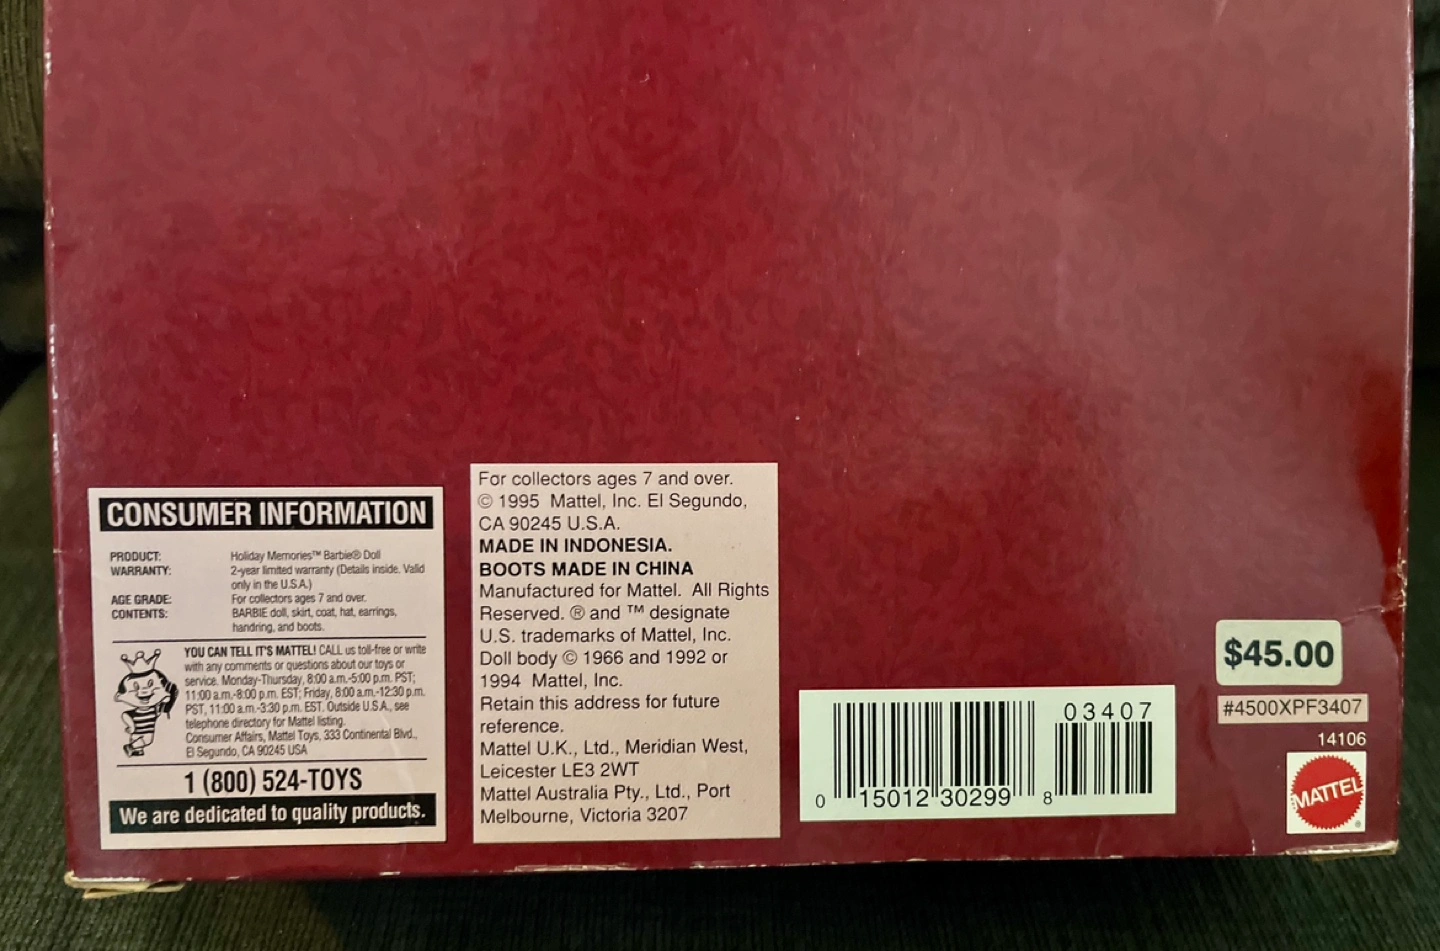 CONSUMER INFORMATION
PRODUCT: Holiday Memories™ Barbie® Doll
WARRANTY: 2-year limited warranty (Details inside. Valid
only in the U.S.A.)
AGE GRADE: For collectors ages 7 and over.
CONTENTS: BARBIE doll, skirt, coat, hat, earrings,
handring, and boots.
YOU CAN TELL IT'S MATTEL! CALL us toll-free or write
with any comments or questions about our toys or
service. Monday-Thursday, 8:00 a.m.-5:00 p.m. PST;
11:00 a.m.-8:00 p.m. EST; Friday, 8:00 a.m.-12:30 p.m.
PST, 11:00 a.m.-3:30 p.m. EST. Outside U.S.A., see
telephone directory for Mattel listing.
Consumer Affairs, Mattel Toys, 333 Continental Blvd.,
El Segundo, CA 90245 USA
1 (800) 524-TOYS
We are dedicated to quality products.
For collectors ages 7 and over.
© 1995 Mattel, Inc. El Segundo,
CA 90245 U.S.A.
MADE IN INDONESIA.
BOOTS MADE IN CHINA
Manufactured for Mattel. All Rights
Reserved. ® and ™ designate
U.S. trademarks of Mattel, Inc.
Doll body © 1966 and 1992 or
1994 Mattel, Inc.
Retain this address for future
reference.
Mattel U.K., Ltd., Meridian West,
Leicester LE3 2WT
Mattel Australia Pty., Ltd., Port
Melbourne, Victoria 3207
03407
0 15012 30299 8
$45.00
#4500XPF3407
14106
MATTEL
®